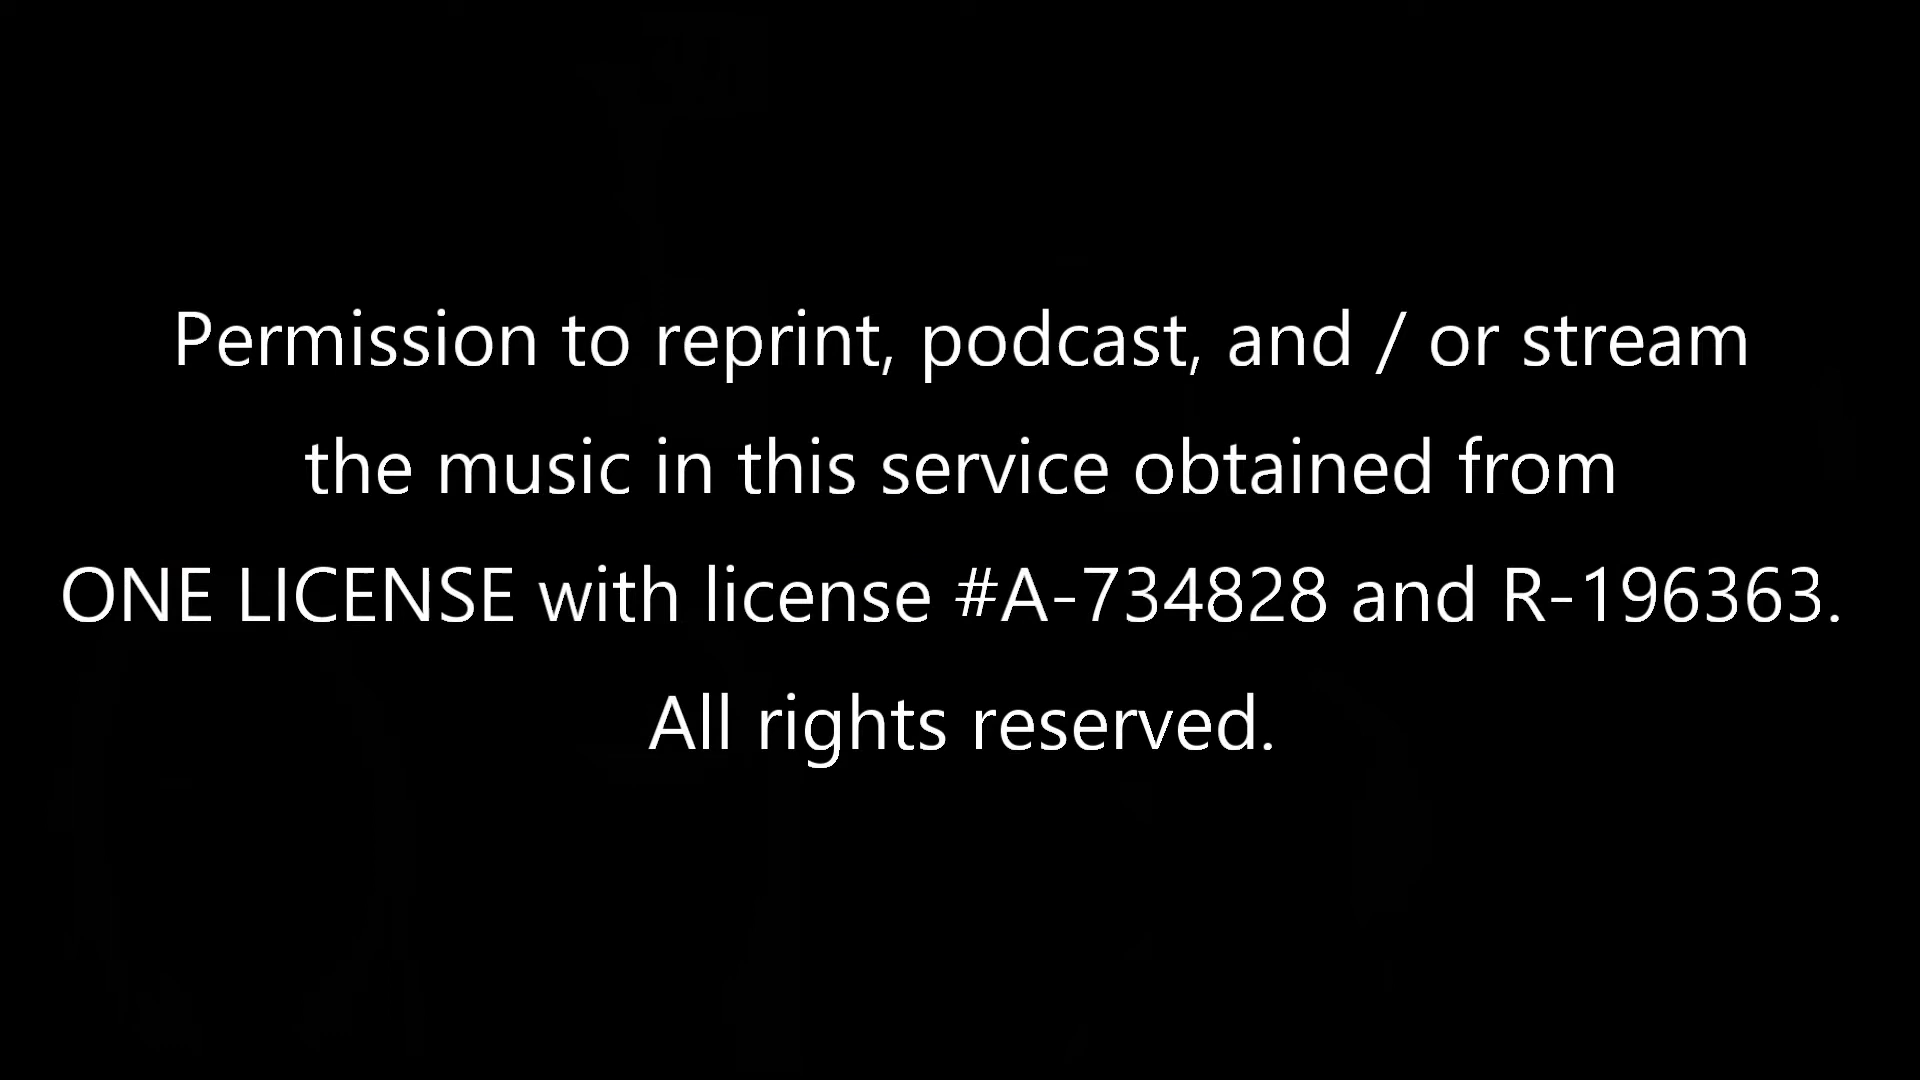 Permission to reprint, podcast, and / or stream
the music in this service obtained from
ONE LICENSE with license #A-734828 and R-196363.
All rights reserved.